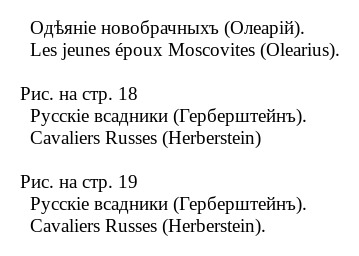 Одѣяніе новобрачныхъ (Олеарій).
Les jeunes époux Moscovites (Olearius).
Рис. на стр. 18
Русскіе всадники (Герберштейнъ).
Cavaliers Russes (Herberstein)
Рис. на стр. 19
Русскіе всадники (Герберштейнъ).
Cavaliers Russes (Herberstein).